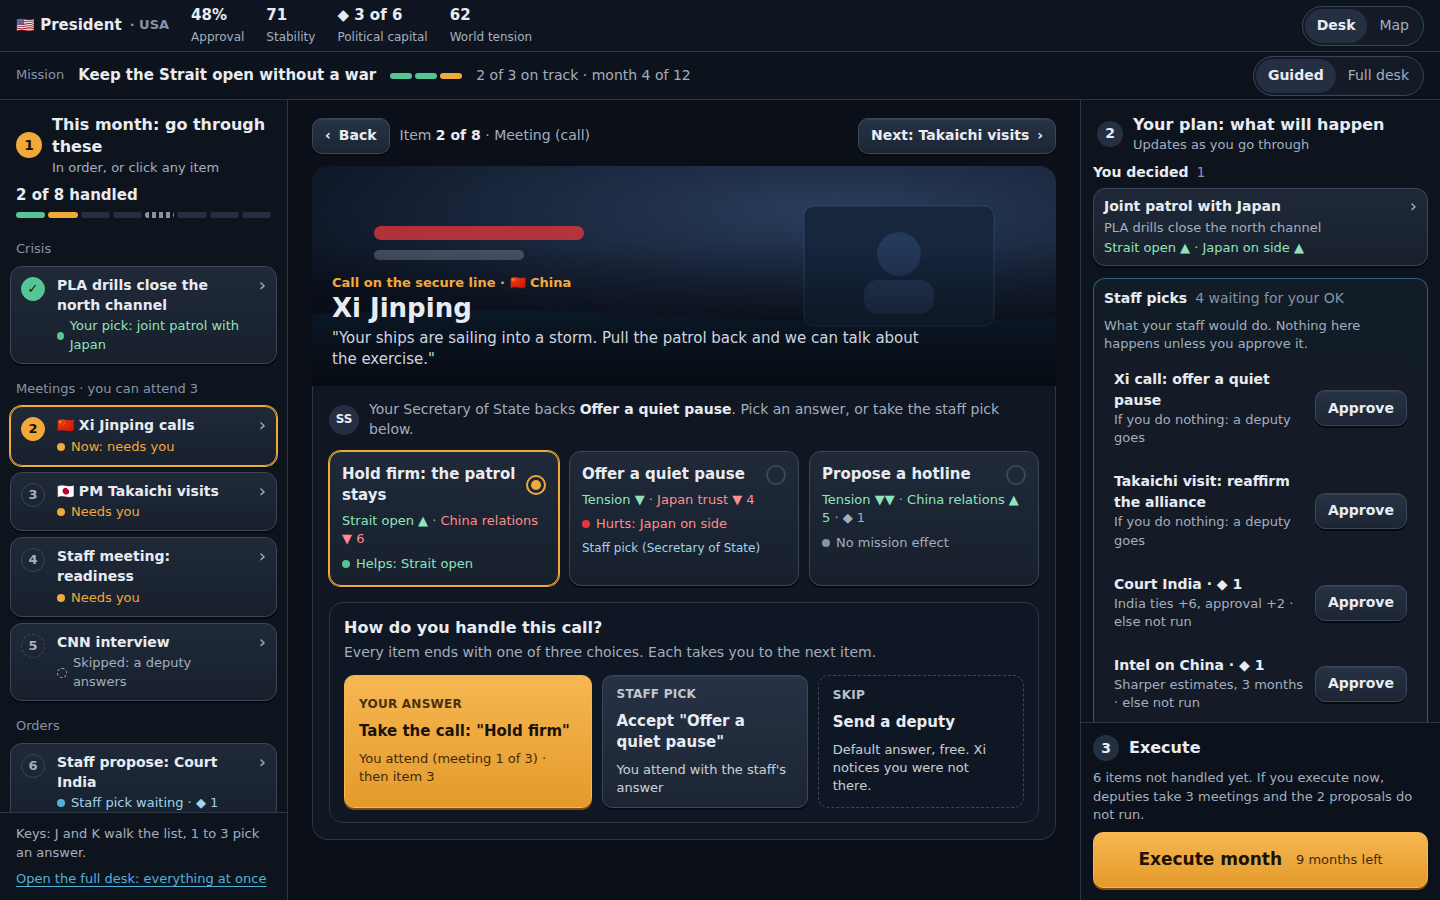 🇺🇸 President · USA
48%
Approval
71
Stability
◆ 3 of 6
Political capital
62
World tension
Desk
Map
Mission
Keep the Strait open without a war
2 of 3 on track · month 4 of 12
Guided
Full desk
1
This month: go through
these
In order, or click any item
2 of 8 handled
Crisis
✓
PLA drills close the
north channel
›
Your pick: joint patrol with
Japan
Meetings · you can attend 3
2
🇨🇳 Xi Jinping calls
›
Now: needs you
3
🇯🇵 PM Takaichi visits
›
Needs you
4
Staff meeting:
readiness
›
Needs you
5
CNN interview
›
Skipped: a deputy
answers
Orders
6
Staff propose: Court
India
›
Staff pick waiting · ◆ 1
Keys: J and K walk the list, 1 to 3 pick
an answer.
Open the full desk: everything at once
‹ Back
Item 2 of 8 · Meeting (call)
Next: Takaichi visits ›
Call on the secure line · 🇨🇳 China
Xi Jinping
"Your ships are sailing into a storm. Pull the patrol back and we can talk about
the exercise."
SS
Your Secretary of State backs Offer a quiet pause. Pick an answer, or take the staff pick
below.
Hold firm: the patrol
stays
Strait open ▲ · China relations
▼ 6
Helps: Strait open
Offer a quiet pause
Tension ▼ · Japan trust ▼ 4
Hurts: Japan on side
Staff pick (Secretary of State)
Propose a hotline
Tension ▼▼ · China relations ▲
5 · ◆ 1
No mission effect
How do you handle this call?
Every item ends with one of three choices. Each takes you to the next item.
YOUR ANSWER
Take the call: "Hold firm"
You attend (meeting 1 of 3) ·
then item 3
STAFF PICK
Accept "Offer a
quiet pause"
You attend with the staff's
answer
SKIP
Send a deputy
Default answer, free. Xi
notices you were not
there.
2
Your plan: what will happen
Updates as you go through
You decided 1
Joint patrol with Japan
›
PLA drills close the north channel
Strait open ▲ · Japan on side ▲
Staff picks 4 waiting for your OK
What your staff would do. Nothing here
happens unless you approve it.
Xi call: offer a quiet
pause
If you do nothing: a deputy
goes
Approve
Takaichi visit: reaffirm
the alliance
If you do nothing: a deputy
goes
Approve
Court India · ◆ 1
India ties +6, approval +2 ·
else not run
Approve
Intel on China · ◆ 1
Sharper estimates, 3 months
· else not run
Approve
3
Execute
6 items not handled yet. If you execute now,
deputies take 3 meetings and the 2 proposals do
not run.
Execute month 9 months left